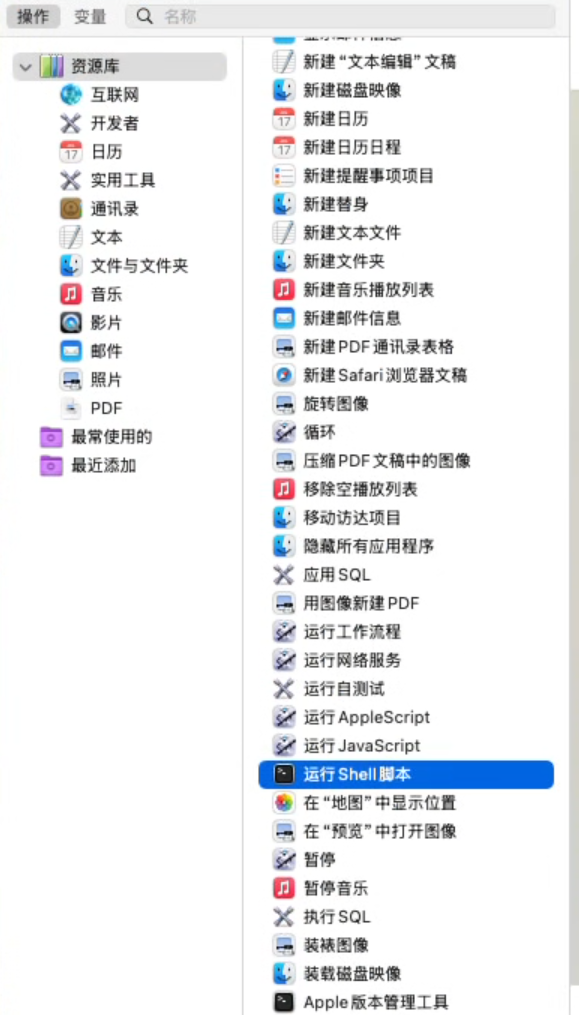 操作 变量 名称
资源库
互联网
开发者
17 日历
实用工具
通讯录
文本
文件与文件夹
音乐
影片
邮件
照片
PDF
最常使用的
最近添加
显示邮件信息
新建“文本编辑”文稿
新建磁盘映像
17 新建日历
17 新建日历日程
新建提醒事项项目
新建替身
新建文本文件
新建文件夹
新建音乐播放列表
新建邮件信息
新建PDF通讯录表格
新建Safari浏览器文稿
旋转图像
循环
压缩PDF文稿中的图像
移除空播放列表
移动访达项目
隐藏所有应用程序
应用SQL
用图像新建PDF
运行工作流程
运行网络服务
运行自测试
运行AppleScript
运行JavaScript
运行Shell脚本
在“地图”中显示位置
在“预览”中打开图像
暂停
暂停音乐
执行SQL
装裱图像
装载磁盘映像
Apple版本管理工具